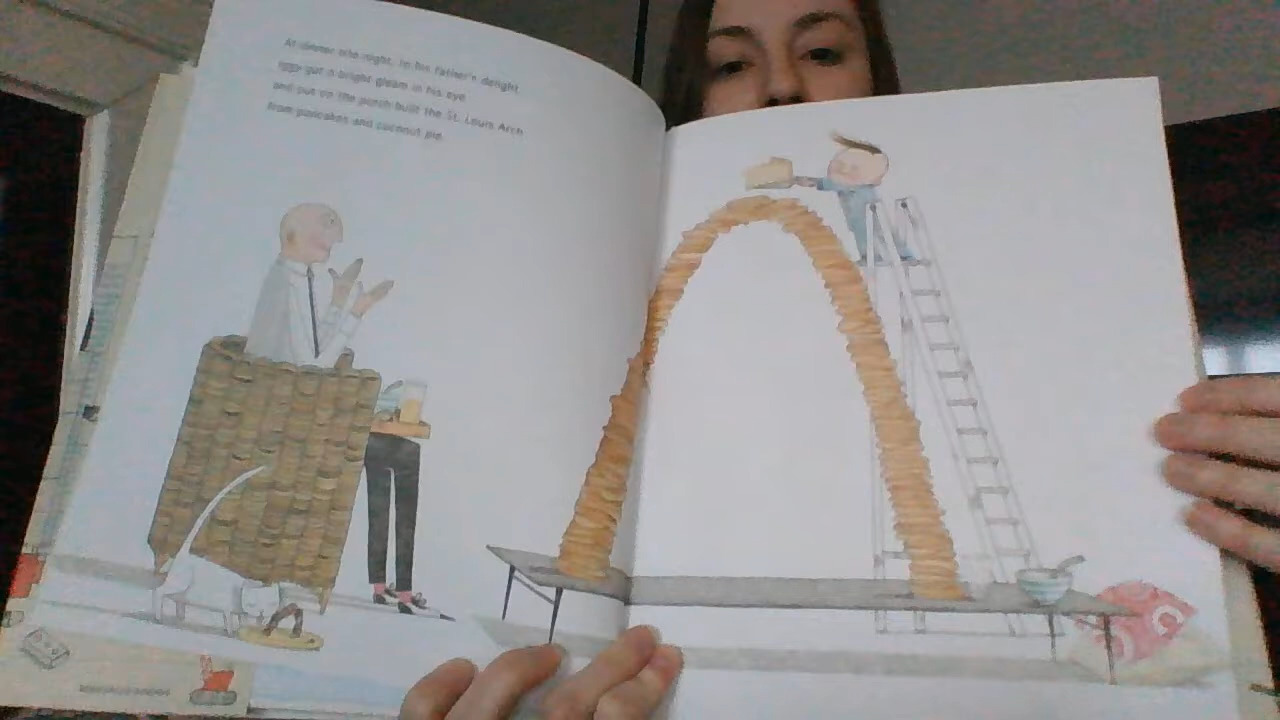 At dinner one night, to his father's delight,
Iggy got a bright gleam in his eye
and out on the porch built the St. Louis Arch
from pancakes and coconut pie.